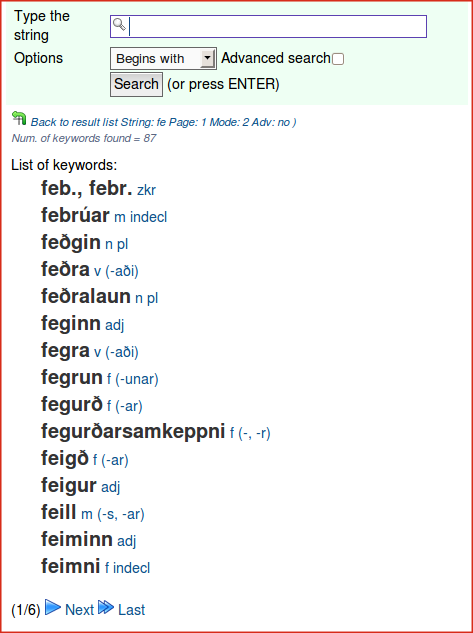 Type the string
Options Begins with Advanced search
Search (or press ENTER)
Back to result list String: fe Page: 1 Mode: 2 Adv: no )
Num. of keywords found = 87
List of keywords:
feb., febr. zkr
febrúar m indecl
feðgin n pl
feðra v (-aði)
feðralaun n pl
feginn adj
fegra v (-aði)
fegrun f (-unar)
fegurð f (-ar)
fegurðarsamkeppni f (-, -r)
feigð f (-ar)
feigur adj
feill m (-s, -ar)
feiminn adj
feimni f indecl
(1/6) Next Last